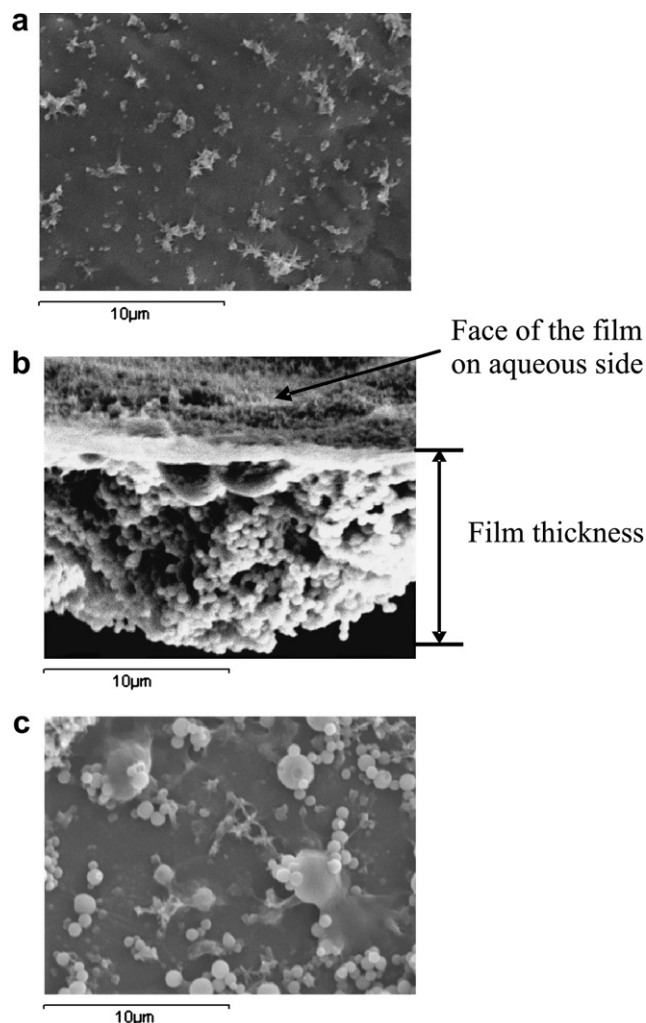 a
10µm
Face of the film
on aqueous side
b
Film thickness
10µm
c
10µm